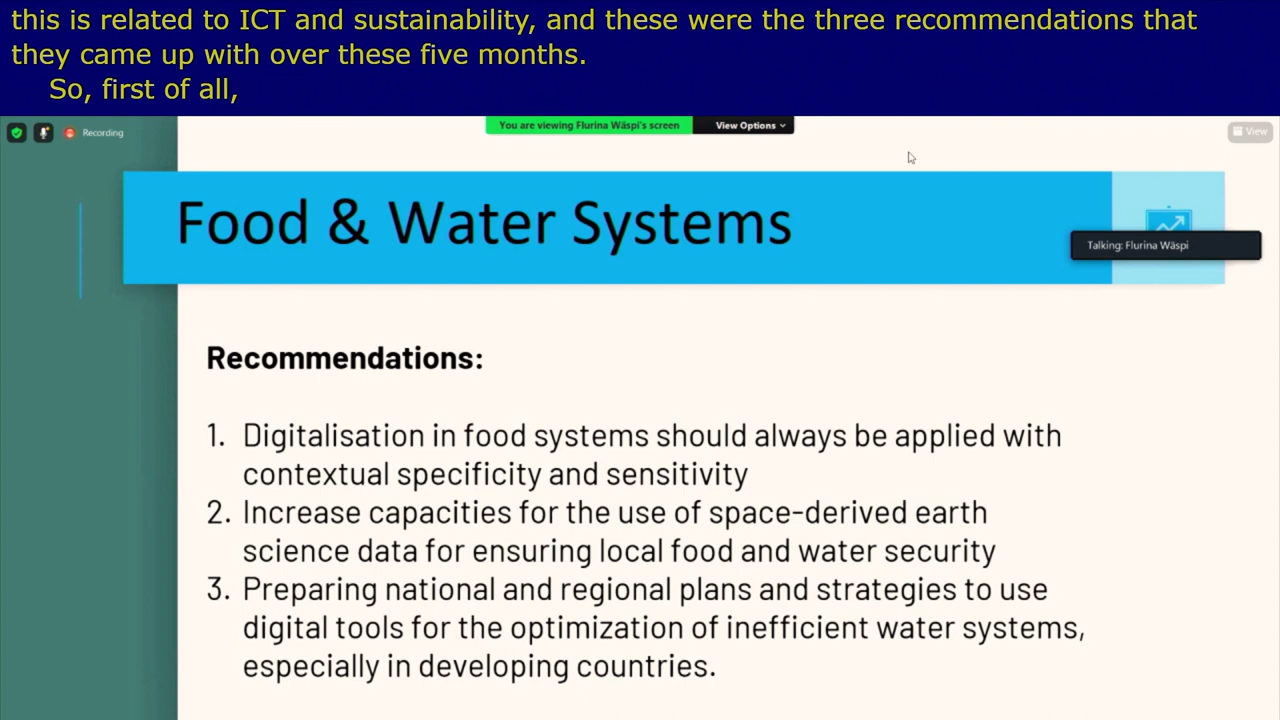 this is related to ICT and sustainability, and these were the three recommendations that
they came up with over these five months.
So, first of all,
Recording
You are viewing Flurina Wäspi's screen
View Options
View
Food & Water Systems
Talking: Flurina Wäspi
Recommendations:
1. Digitalisation in food systems should always be applied with
contextual specificity and sensitivity
2. Increase capacities for the use of space-derived earth
science data for ensuring local food and water security
3. Preparing national and regional plans and strategies to use
digital tools for the optimization of inefficient water systems,
especially in developing countries.